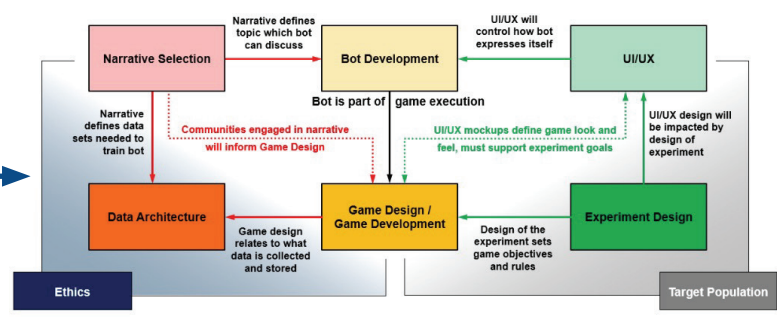 Narrative defines
topic which bot
can discuss
UI/UX will
control how bot
expresses itself
Narrative Selection
Bot Development
UI/UX
Bot is part of game execution
Narrative
defines data
sets needed to
train bot
Communities engaged in narrative
will inform Game Design
UI/UX mockups define game look and
feel, must support experiment goals
UI/UX design will
be impacted by
design of
experiment
Data Architecture
Game Design /
Game Development
Experiment Design
Game design
relates to what
data is collected
and stored
Design of the
experiment sets
game objectives
and rules
Ethics
Target Population